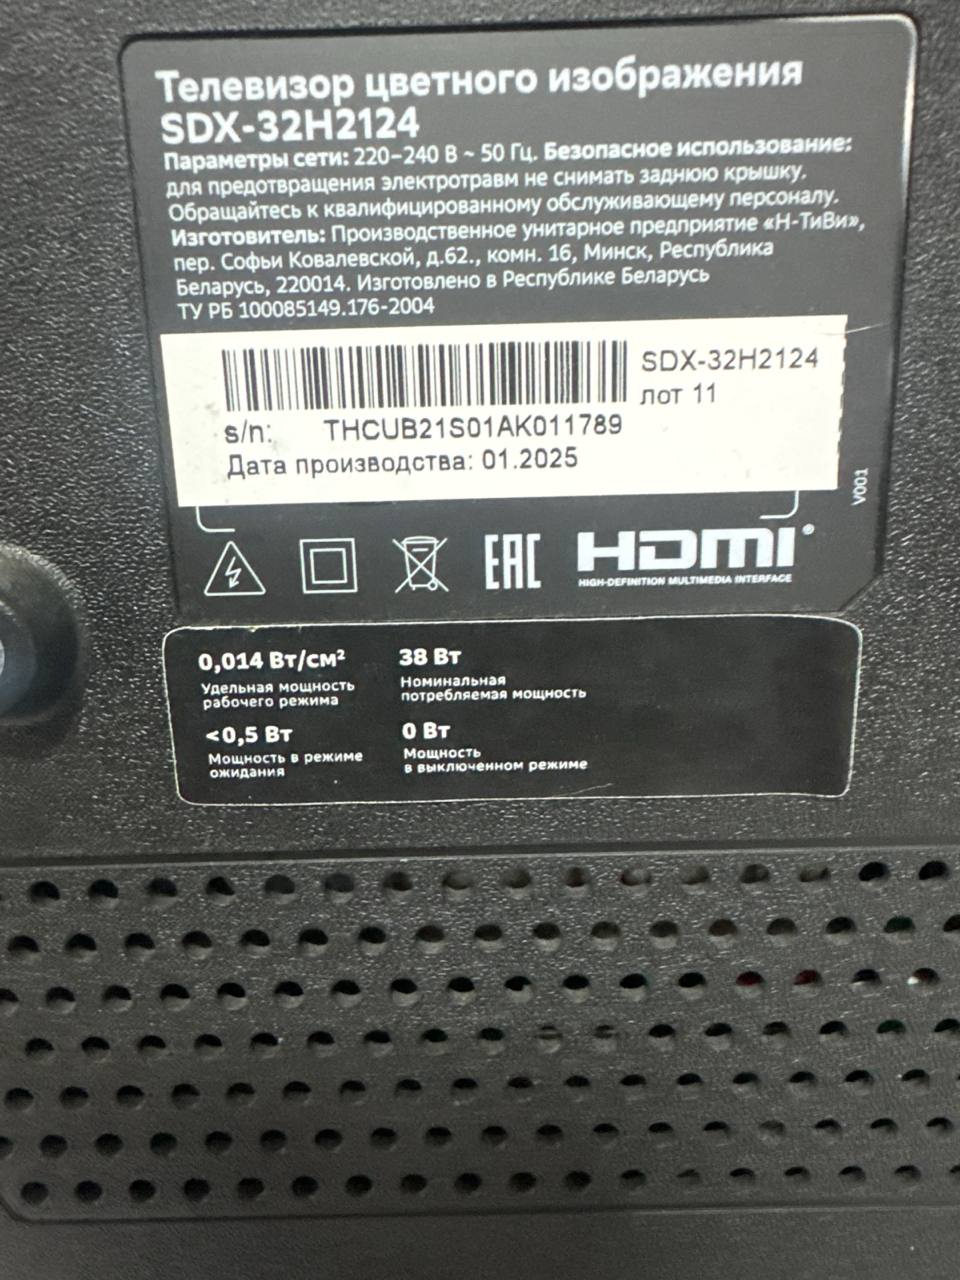 Телевизор цветного изображения
SDX-32H2124
Параметры сети: 220-240 В ~ 50 Гц. Безопасное использование:
для предотвращения электротравм не снимать заднюю крышку.
Обращайтесь к квалифицированному обслуживающему персоналу.
Изготовитель: Производственное унитарное предприятие «Н-ТиВи»,
пер. Софьи Ковалевской, д.62., комн. 16, Минск, Республика
Беларусь, 220014. Изготовлено в Республике Беларусь
ТУ РБ 100085149.176-2004
SDX-32H2124
лот 11
s/n: THCUB21S01AK011789
Дата производства: 01.2025
V00.1
EAC HDMI®
HIGH-DEFINITION MULTIMEDIA INTERFACE
0,014 Вт/см² 38 Вт
Удельная мощность Номинальная
рабочего режима потребляемая мощность
<0,5 Вт 0 Вт
Мощность в режиме Мощность
ожидания в выключенном режиме